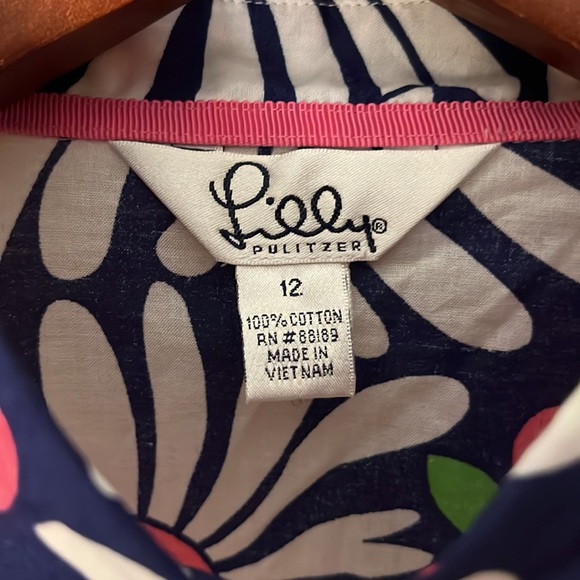 Lilly®
PULITZER
12
100% COTTON
RN #88189
MADE IN
VIETNAM